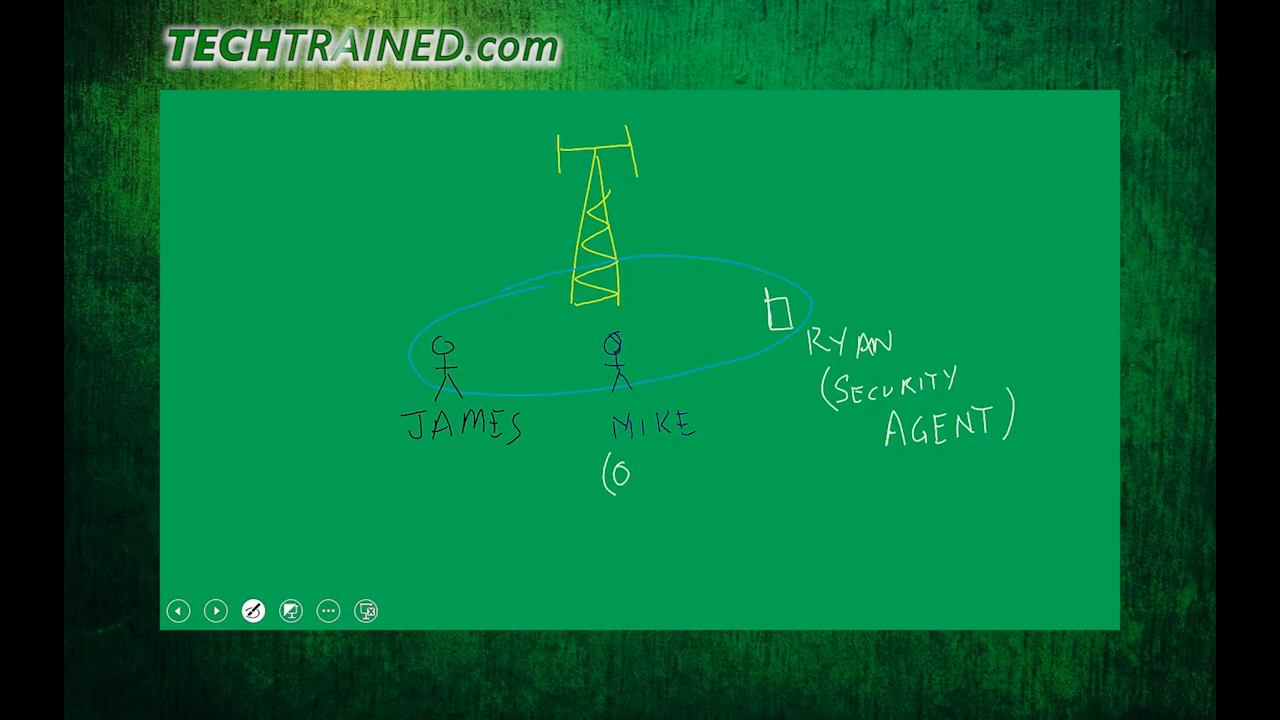 TECHTRAINED.com
RYAN
(SECURITY
AGENT)
JAMES
MIKE
(O